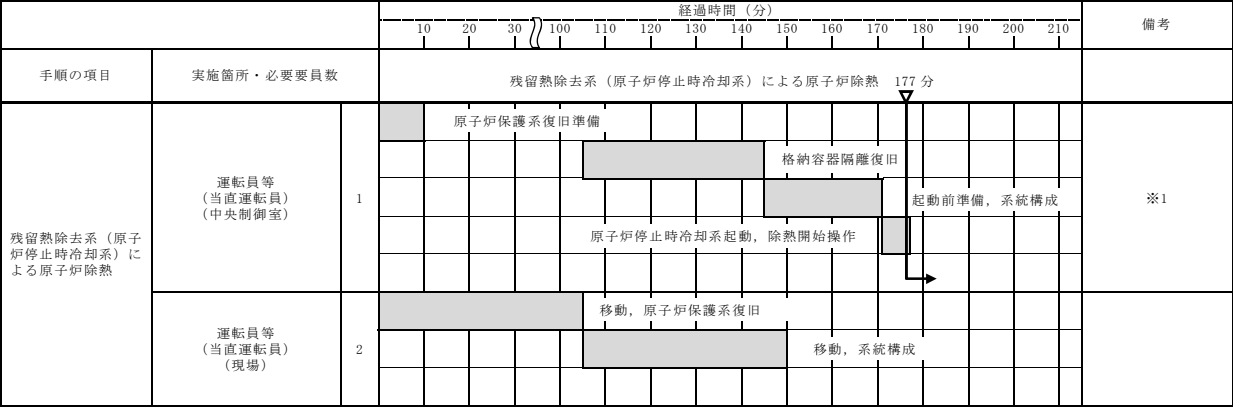 経過時間（分）
備考
10 20 30 100 110 120 130 140 150 160 170 180 190 200 210
手順の項目
実施箇所・必要要員数
残留熱除去系（原子炉停止時冷却系）による原子炉除熱 177 分
原子炉保護系復旧準備
格納容器隔離復旧
運転員等
（当直運転員）
（中央制御室）
1
起動前準備，系統構成
※1
原子炉停止時冷却系起動，除熱開始操作
残留熱除去系（原子
炉停止時冷却系）に
よる原子炉除熱
移動，原子炉保護系復旧
運転員等
（当直運転員）
（現場）
2
移動，系統構成